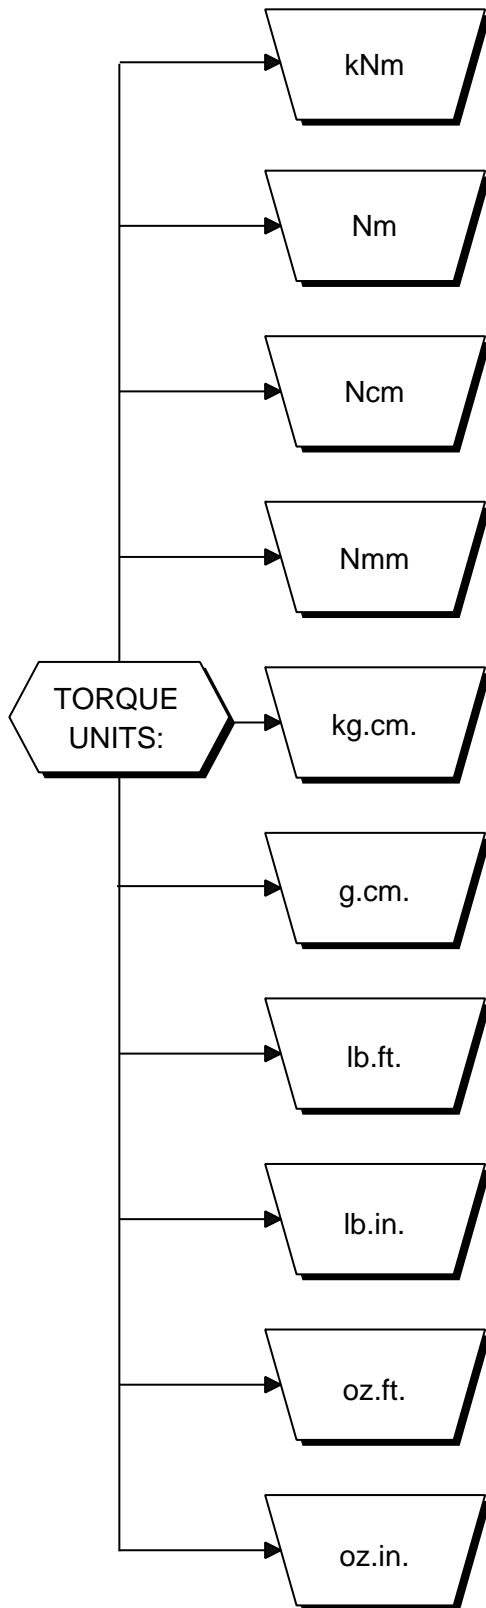 kNm
Nm
Ncm
Nmm
TORQUE
UNITS:
kg.cm.
g.cm.
lb.ft.
lb.in.
oz.ft.
oz.in.